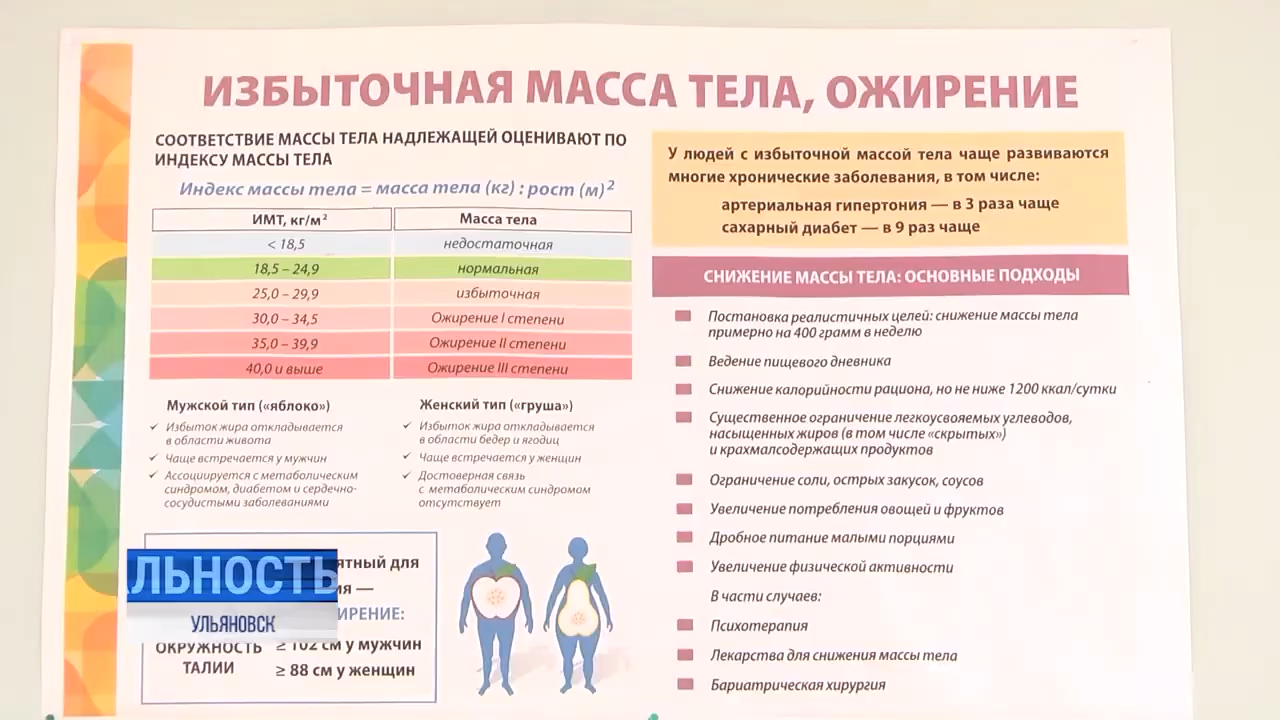 ИЗБЫТОЧНАЯ МАССА ТЕЛА, ОЖИРЕНИЕ
СООТВЕТСТВИЕ МАССЫ ТЕЛА НАДЛЕЖАЩЕЙ ОЦЕНИВАЮТ ПО
ИНДЕКСУ МАССЫ ТЕЛА
Индекс массы тела = масса тела (кг) : рост (м)²
ИМТ, кг/м² Масса тела
< 18,5 недостаточная
18,5 – 24,9 нормальная
25,0 – 29,9 избыточная
30,0 – 34,5 Ожирение I степени
35,0 – 39,9 Ожирение II степени
40,0 и выше Ожирение III степени
Мужской тип («яблоко»)
Избыток жира откладывается
в области живота
Чаще встречается у мужчин
Ассоциируется с метаболическим
синдромом, диабетом и сердечно-
сосудистыми заболеваниями
Женский тип («груша»)
Избыток жира откладывается
в области бедер и ягодиц
Чаще встречается у женщин
Достоверная связь
с метаболическим синдромом
отсутствует
ятный для
ия —
ИРЕНИЕ:
ОКРУЖНОСТЬ ≥ 102 см у мужчин
ТАЛИИ ≥ 88 см у женщин
ЛЬНОСТЬ
УЛЬЯНОВСК
У людей с избыточной массой тела чаще развиваются
многие хронические заболевания, в том числе:
артериальная гипертония — в 3 раза чаще
сахарный диабет — в 9 раз чаще
СНИЖЕНИЕ МАССЫ ТЕЛА: ОСНОВНЫЕ ПОДХОДЫ
Постановка реалистичных целей: снижение массы тела
примерно на 400 грамм в неделю
Ведение пищевого дневника
Снижение калорийности рациона, но не ниже 1200 ккал/сутки
Существенное ограничение легкоусвояемых углеводов,
насыщенных жиров (в том числе «скрытых»)
и крахмалсодержащих продуктов
Ограничение соли, острых закусок, соусов
Увеличение потребления овощей и фруктов
Дробное питание малыми порциями
Увеличение физической активности
В части случаев:
Психотерапия
Лекарства для снижения массы тела
Бариатрическая хирургия